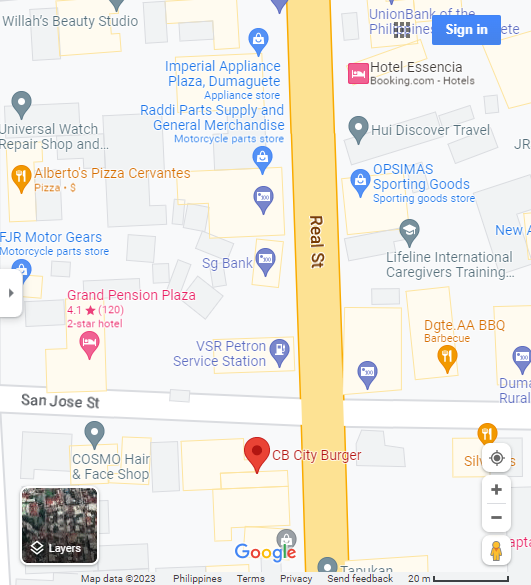 Willah's Beauty Studio
UnionBank of the
Sign in
Imperial Appliance
Plaza, Dumaguete
Appliance store
Hotel Essencia
Booking.com - Hotels
Raddi Parts Supply and
General Merchandise
Motorcycle parts store
Universal Watch
Repair Shop and...
Hui Discover Travel
JR
Alberto's Pizza Cervantes
Pizza • $
OPSIMAS
Sporting Goods
Sporting goods store
Real St
New A
FJR Motor Gears
Motorcycle parts store
Sg Bank
Lifeline International
Caregivers Training...
Grand Pension Plaza
4.1 ★ (120)
2-star hotel
Dgte.AA BBQ
Barbecue
VSR Petron
Service Station
Duma
Rural
San Jose St
COSMO Hair
& Face Shop
CB City Burger
Layers
Google
Tapukan
Map data ©2023 Philippines Terms Privacy Send feedback 20 m